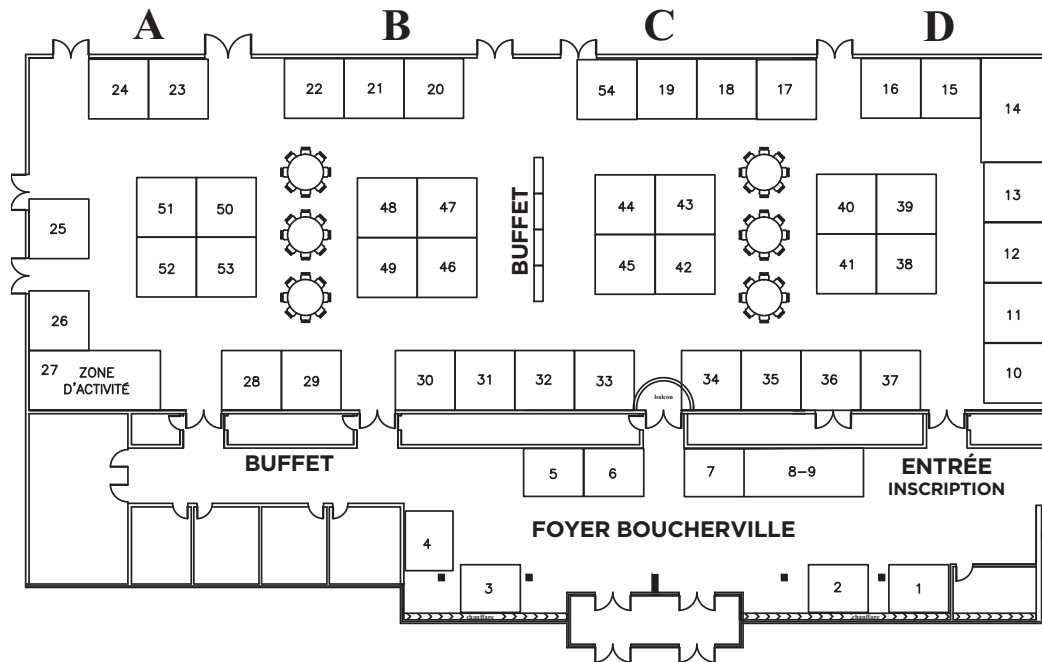 A B C D
24 23 22 21 20 54 19 18 17 16 15
14
51 50 48 47 44 43 40 39 13
25
BUFFET
52 53 49 46 45 42 41 38 12
26 11
27 ZONE
D'ACTIVITÉ
28 29 30 31 32 33 34 35 36 37 10
balcon
BUFFET
5 6 7 8-9
ENTRÉE
INSCRIPTION
FOYER BOUCHERVILLE
4
3 2 1
chauffare chauffare